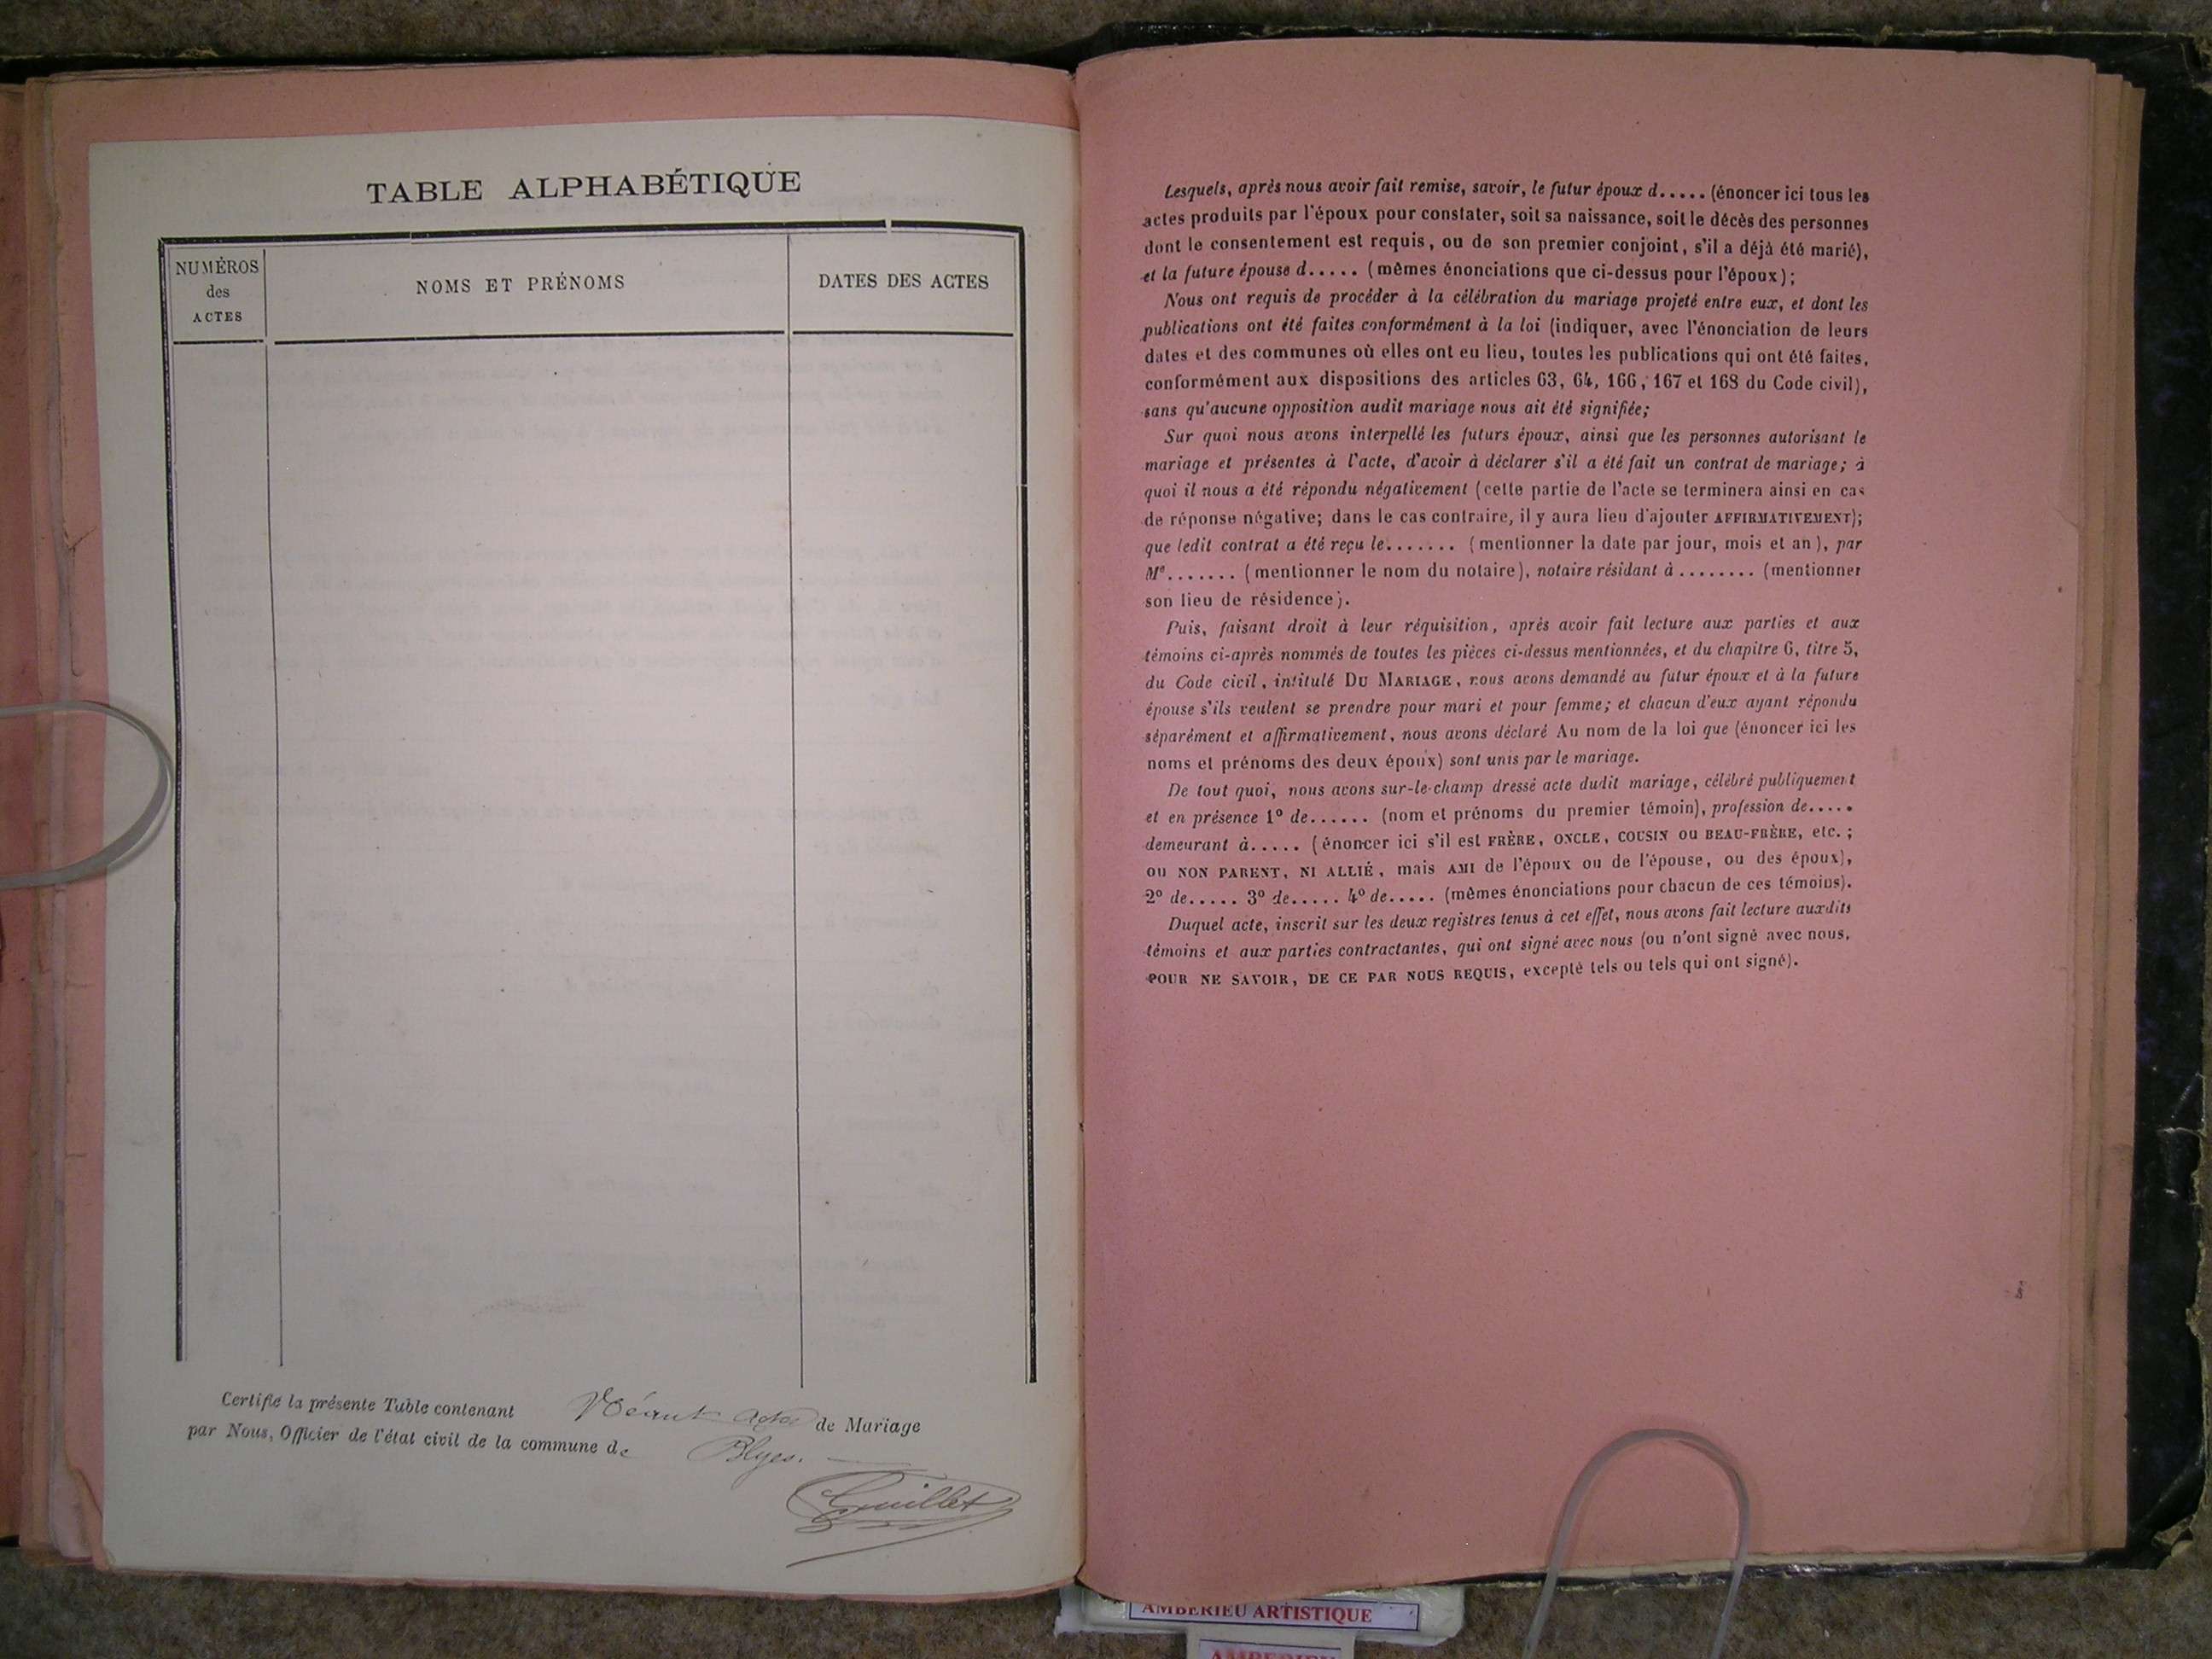 TABLE ALPHABÉTIQUE
NUMÉROS
des
ACTES
NOMS ET PRÉNOMS
DATES DES ACTES
Certifié la présente Table contenant Néant actes de Mariage
par Nous, Officier de l'état civil de la commune de Blyes.
Guillet
Lesquels, après nous avoir fait remise, savoir, le futur époux d..... (énoncer ici tous les
actes produits par l'époux pour constater, soit sa naissance, soit le décès des personnes
dont le consentement est requis, ou de son premier conjoint, s'il a déjà été marié),
et la future épouse d..... (mêmes énonciations que ci-dessus pour l'époux);
Nous ont requis de procéder à la célébration du mariage projeté entre eux, et dont les
publications ont été faites conformément à la loi (indiquer, avec l'énonciation de leurs
dates et des communes où elles ont eu lieu, toutes les publications qui ont été faites,
conformément aux dispositions des articles 63, 64, 166, 167 et 168 du Code civil),
sans qu'aucune opposition audit mariage nous ait été signifiée;
Sur quoi nous avons interpellé les futurs époux, ainsi que les personnes autorisant le
mariage et présentes à l'acte, d'avoir à déclarer s'il a été fait un contrat de mariage; à
quoi il nous a été répondu négativement (cette partie de l'acte se terminera ainsi en cas
de réponse négative; dans le cas contraire, il y aura lieu d'ajouter AFFIRMATIVEMENT);
que ledit contrat a été reçu le....... (mentionner la date par jour, mois et an), par
Me....... (mentionner le nom du notaire), notaire résidant à ........ (mentionner
son lieu de résidence).
Puis, faisant droit à leur réquisition, après avoir fait lecture aux parties et aux
témoins ci-après nommés de toutes les pièces ci-dessus mentionnées, et du chapitre 6, titre 5,
du Code civil, intitulé DU MARIAGE, nous avons demandé au futur époux et à la future
épouse s'ils veulent se prendre pour mari et pour femme; et chacun d'eux ayant répondu
séparément et affirmativement, nous avons déclaré Au nom de la loi que (énoncer ici les
noms et prénoms des deux époux) sont unis par le mariage.
De tout quoi, nous avons sur-le-champ dressé acte dudit mariage, célébré publiquement
et en présence 1º de...... (nom et prénoms du premier témoin), profession de.....
demeurant à..... (énoncer ici s'il est FRÈRE, ONCLE, COUSIN OU BEAU-FRÈRE, etc.;
OU NON PARENT, NI ALLIÉ, mais AMI de l'époux ou de l'épouse, ou des époux),
2º de..... 3º de..... 4º de..... (mêmes énonciations pour chacun de ces témoins).
Duquel acte, inscrit sur les deux registres tenus à cet effet, nous avons fait lecture auxdits
témoins et aux parties contractantes, qui ont signé avec nous (ou n'ont signé avec nous,
POUR NE SAVOIR, DE CE PAR NOUS REQUIS, excepté tels ou tels qui ont signé).
AMBERIEU ARTISTIQUE
AMBERIEU